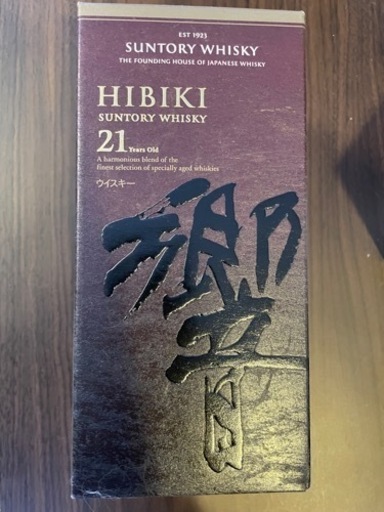 EST 1923
SUNTORY WHISKY
THE FOUNDING HOUSE OF JAPANESE WHISKY
HIBIKI
SUNTORY WHISKY
21 Years Old
A harmonious blend of the
finest selection of specially aged whiskies
ウイスキー
響